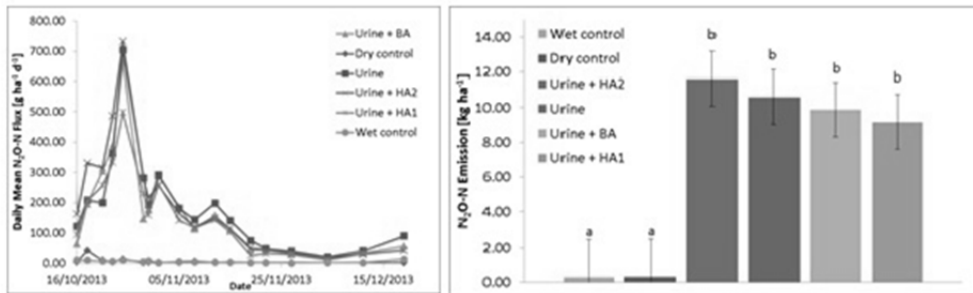 800.00
700.00
600.00
500.00
400.00
300.00
200.00
100.00
0.00
Daily Mean N₂O-N Flux [g ha⁻¹ d⁻¹]
16/10/2013 05/11/2013 25/11/2013 15/12/2013
Date
Urine + BA
Dry control
Urine
Urine + HA2
Urine + HA1
Wet control
14.00
12.00
10.00
8.00
6.00
4.00
2.00
0.00
N₂O-N Emission [kg ha⁻¹]
Wet control
Dry control
Urine + HA2
Urine
Urine + BA
Urine + HA1
a a b b b b